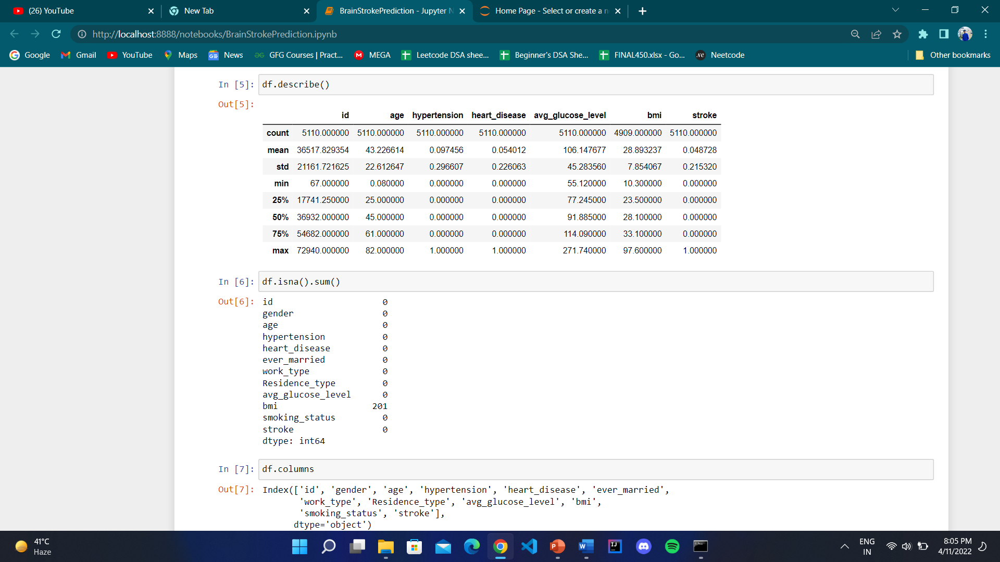 (26) YouTube
New Tab
BrainStrokePrediction - Jupyter N
Home Page - Select or create a n
http://localhost:8888/notebooks/BrainStrokePrediction.ipynb
Google Gmail YouTube Maps News GFG Courses | Pract... MEGA Leetcode DSA shee... Beginner's DSA She... FINAL450.xlsx - Go... Neetcode Other bookmarks
In [5]: df.describe()
Out[5]:
id age hypertension heart_disease avg_glucose_level bmi stroke
count 5110.000000 5110.000000 5110.000000 5110.000000 5110.000000 4909.000000 5110.000000
mean 36517.829354 43.226614 0.097456 0.054012 106.147677 28.893237 0.048728
std 21161.721625 22.612647 0.296607 0.226063 45.283560 7.854067 0.215320
min 67.000000 0.080000 0.000000 0.000000 55.120000 10.300000 0.000000
25% 17741.250000 25.000000 0.000000 0.000000 77.245000 23.500000 0.000000
50% 36932.000000 45.000000 0.000000 0.000000 91.885000 28.100000 0.000000
75% 54682.000000 61.000000 0.000000 0.000000 114.090000 33.100000 0.000000
max 72940.000000 82.000000 1.000000 1.000000 271.740000 97.600000 1.000000
In [6]: df.isna().sum()
Out[6]: id 0
gender 0
age 0
hypertension 0
heart_disease 0
ever_married 0
work_type 0
Residence_type 0
avg_glucose_level 0
bmi 201
smoking_status 0
stroke 0
dtype: int64
In [7]: df.columns
Out[7]: Index(['id', 'gender', 'age', 'hypertension', 'heart_disease', 'ever_married',
'work_type', 'Residence_type', 'avg_glucose_level', 'bmi',
'smoking_status', 'stroke'],
dtype='object')
41°C
Haze
ENG
IN
8:05 PM
4/11/2022